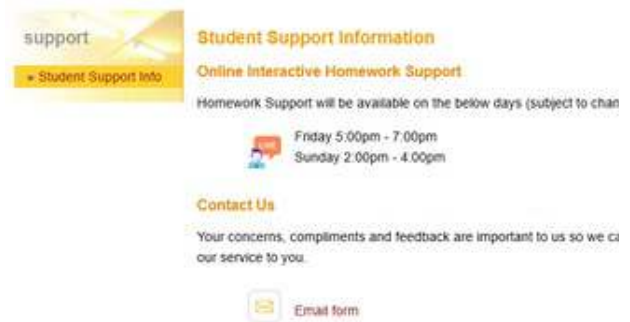 support
» Student Support Info
Student Support Information
Online Interactive Homework Support
Homework Support will be available on the below days (subject to chan
LIVE
Friday 5:00pm - 7:00pm
Sunday 2:00pm - 4:00pm
Contact Us
Your concerns, compliments and feedback are important to us so we ca
our service to you.
Email form